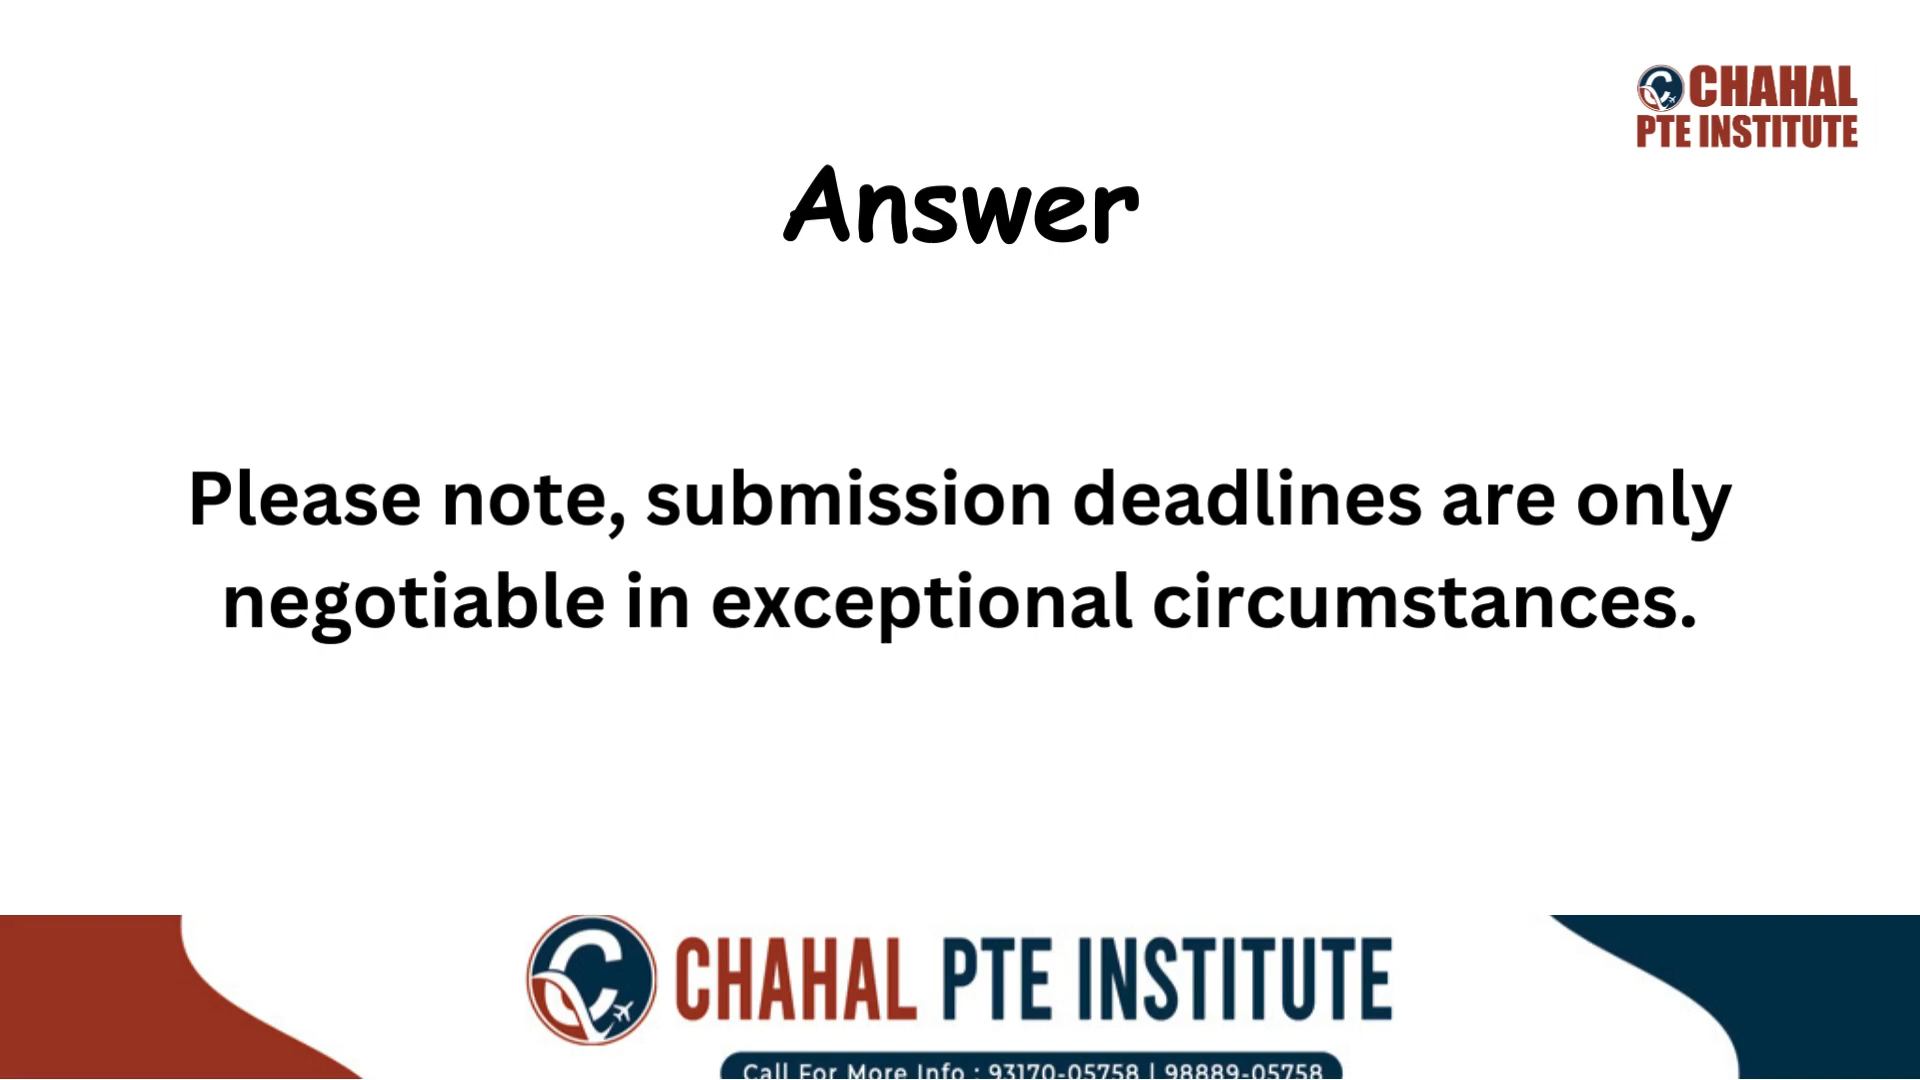 CHAHAL
PTE INSTITUTE
Answer
Please note, submission deadlines are only
negotiable in exceptional circumstances.
CHAHAL PTE INSTITUTE
Call For More Info : 93170-05758 | 98889-05758